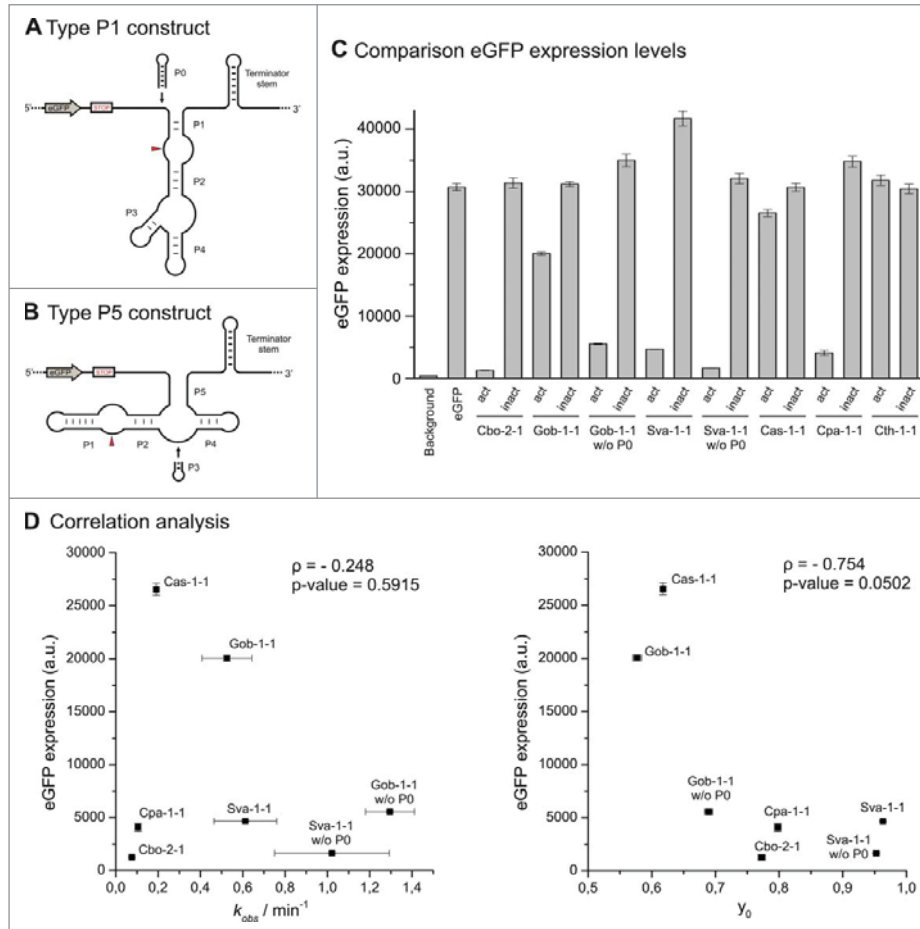 A Type P1 construct
P0
Terminator
stem
5'
eGFP
STOP
3'
P1
P2
P3
P4
B Type P5 construct
Terminator
stem
5'
eGFP
STOP
3'
P5
P1
P2
P4
P3
C Comparison eGFP expression levels
eGFP expression (a.u.)
40000
30000
20000
10000
0
Background
eGFP
act
inact
act
inact
act
inact
act
inact
act
inact
act
inact
act
inact
act
inact
Cbo-2-1
Gob-1-1
Gob-1-1
w/o P0
Sva-1-1
Sva-1-1
w/o P0
Cas-1-1
Cpa-1-1
Cth-1-1
D Correlation analysis
eGFP expression (a.u.)
30000
25000
20000
15000
10000
5000
0
ρ = - 0.248
p-value = 0.5915
Cas-1-1
Gob-1-1
Gob-1-1
w/o P0
Cpa-1-1
Sva-1-1
Sva-1-1
w/o P0
Cbo-2-1
0,0 0,2 0,4 0,6 0,8 1,0 1,2 1,4
kobs / min-1
eGFP expression (a.u.)
30000
25000
20000
15000
10000
5000
0
ρ = - 0.754
p-value = 0.0502
Cas-1-1
Gob-1-1
Gob-1-1
w/o P0
Cpa-1-1
Sva-1-1
Cbo-2-1
Sva-1-1
w/o P0
0,5 0,6 0,7 0,8 0,9 1,0
y0